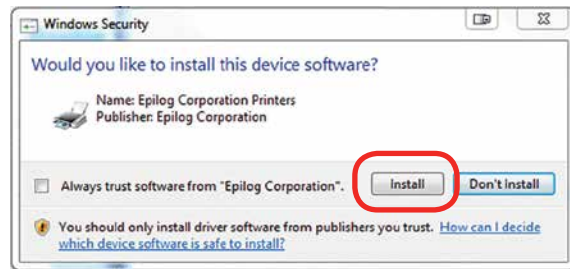 Windows Security
Would you like to install this device software?
Name: Epilog Corporation Printers
Publisher: Epilog Corporation
Always trust software from "Epilog Corporation".
Install
Don't Install
You should only install driver software from publishers you trust. How can I decide
which device software is safe to install?